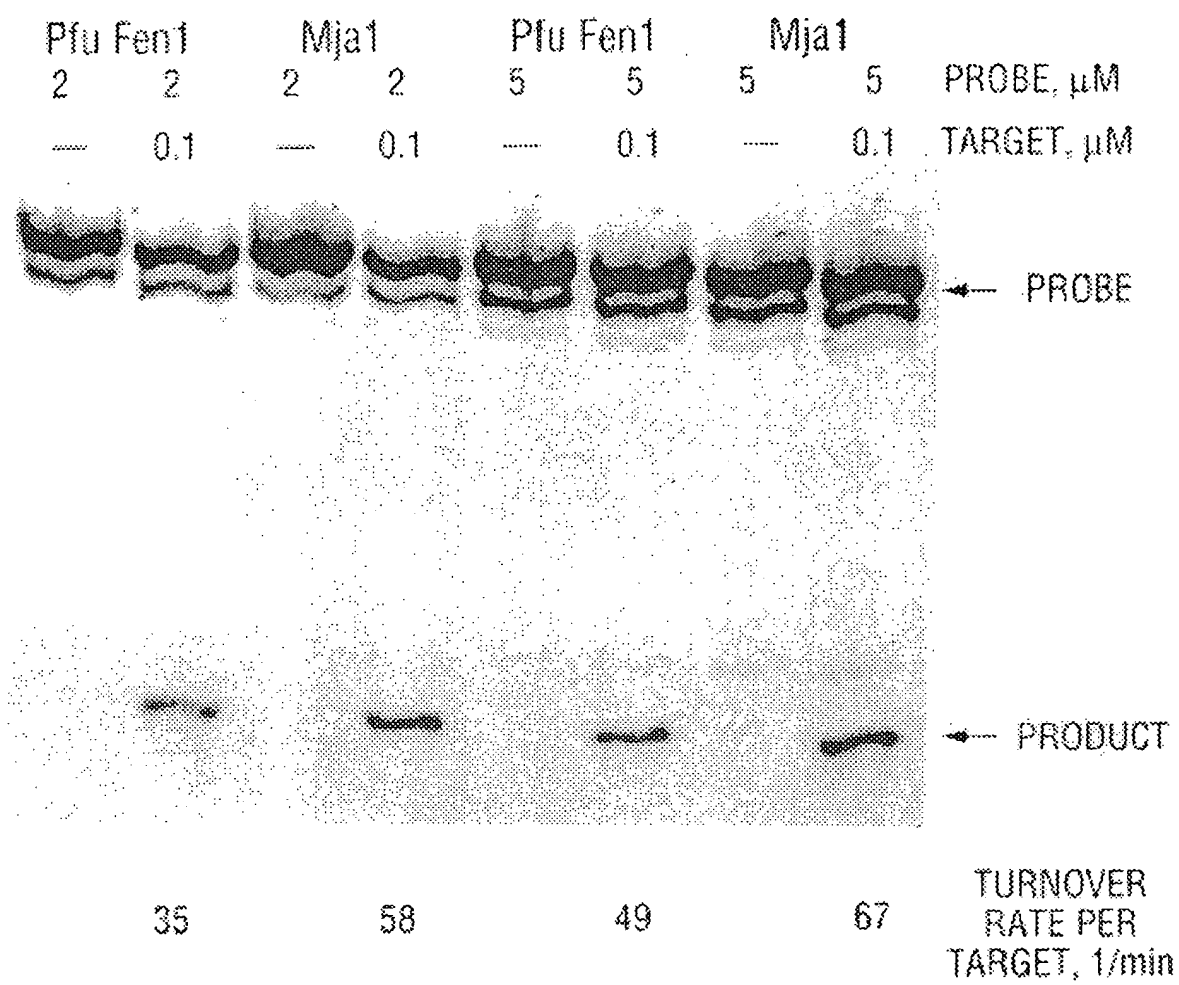 Pfu Fen1 Mja1 Pfu Fen1 Mja1
2 2 2 2 5 5 5 5 PROBE, µM
— 0.1 — 0.1 — 0.1 — 0.1 TARGET, µM
PROBE
PRODUCT
35 58 49 67
TURNOVER
RATE PER
TARGET, 1/min